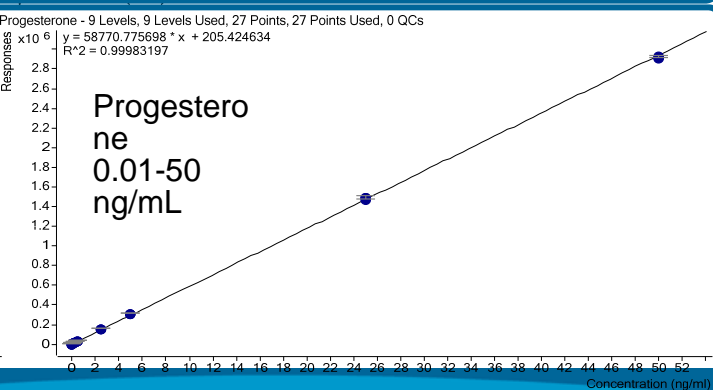 Progesterone - 9 Levels, 9 Levels Used, 27 Points, 27 Points Used, 0 QCs
x10 6
y = 58770.775698 * x + 205.424634
R^2 = 0.99983197
Responses
Progestero
ne
0.01-50
ng/mL
2.8
2.6
2.4
2.2
2
1.8
1.6
1.4
1.2
1
0.8
0.6
0.4
0.2
0
0 2 4 6 8 10 12 14 16 18 20 22 24 26 28 30 32 34 36 38 40 42 44 46 48 50 52
Concentration (ng/ml)